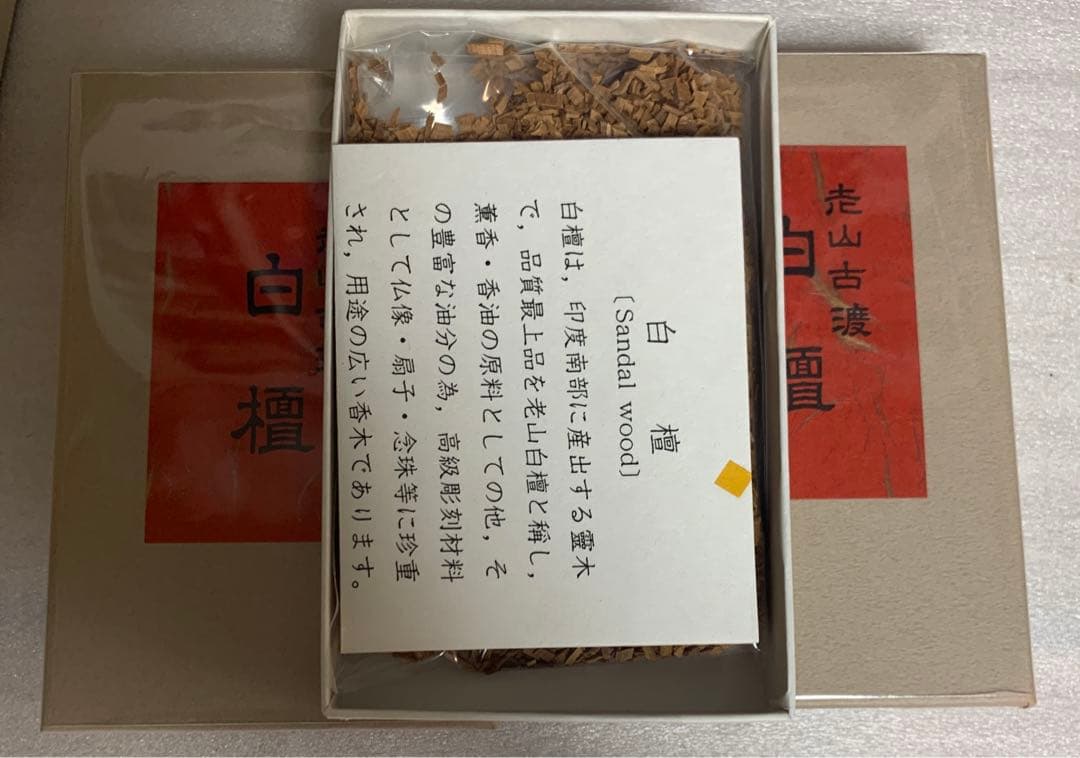 白檀
〔Sandal wood〕
白檀は，印度南部に産出する靈木
で，品質最上品を老山白檀と稱し，
薫香・香油の原料としての他，そ
の豊富な油分の為，高級彫刻材料
として仏像・扇子・念珠等に珍重
され，用途の広い香木であります。
老山古渡
白檀
白檀